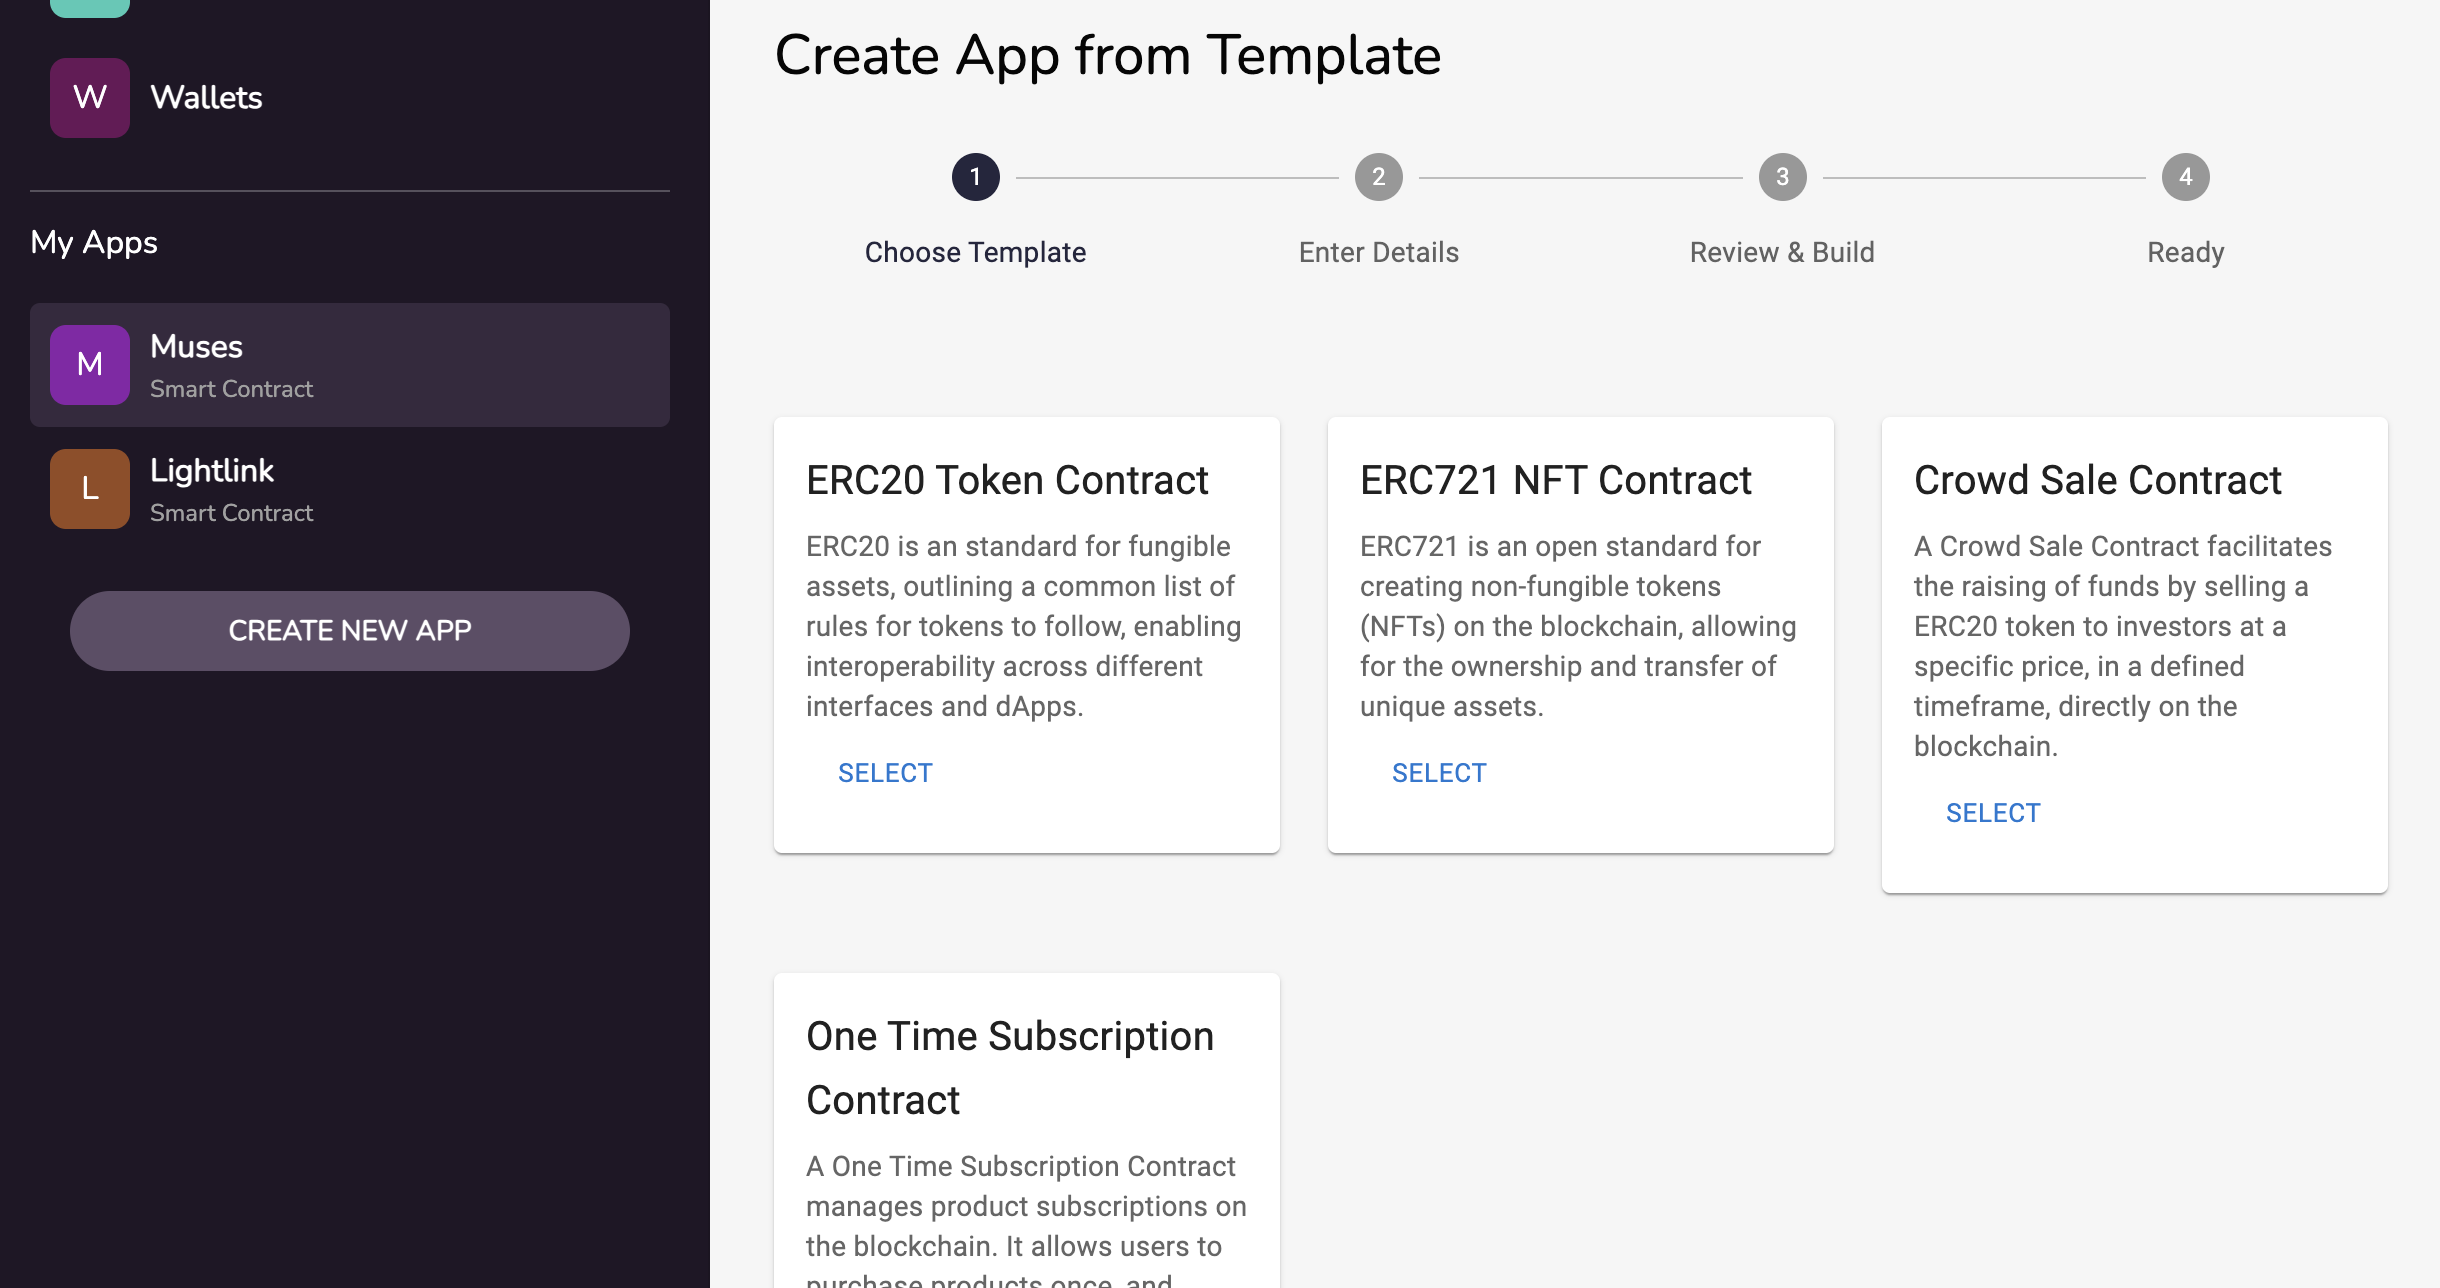 W
Wallets
My Apps
M
Muses
Smart Contract
L
Lightlink
Smart Contract
CREATE NEW APP
Create App from Template
1
2
3
4
Choose Template
Enter Details
Review & Build
Ready
ERC20 Token Contract
ERC20 is an standard for fungible
assets, outlining a common list of
rules for tokens to follow, enabling
interoperability across different
interfaces and dApps.
SELECT
ERC721 NFT Contract
ERC721 is an open standard for
creating non-fungible tokens
(NFTs) on the blockchain, allowing
for the ownership and transfer of
unique assets.
SELECT
Crowd Sale Contract
A Crowd Sale Contract facilitates
the raising of funds by selling a
ERC20 token to investors at a
specific price, in a defined
timeframe, directly on the
blockchain.
SELECT
One Time Subscription
Contract
A One Time Subscription Contract
manages product subscriptions on
the blockchain. It allows users to
purchase products once, and